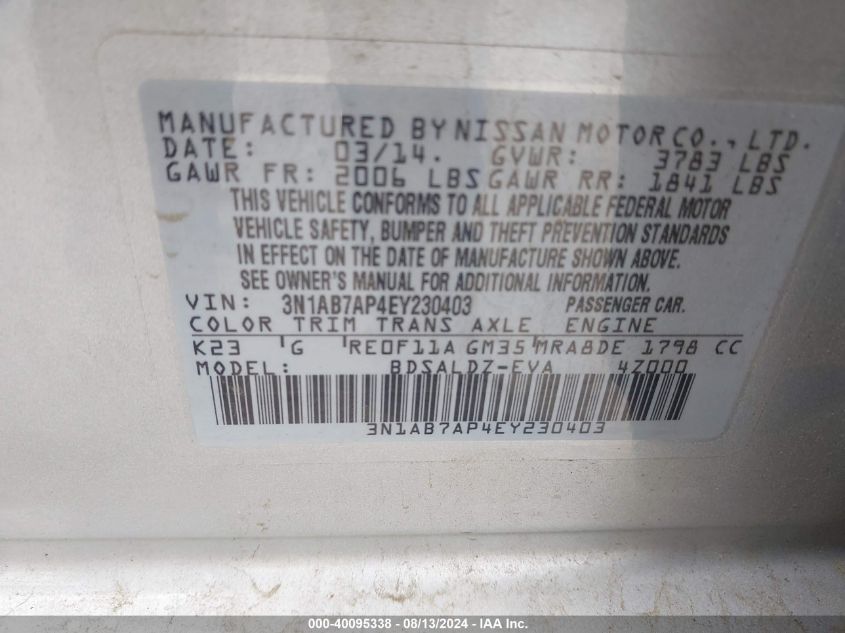 MANUFACTURED BY NISSAN MOTOR CO., LTD.
DATE: 03/14. GVWR: 3783 LBS
GAWR FR: 2006 LBS GAWR RR: 1841 LBS
THIS VEHICLE CONFORMS TO ALL APPLICABLE FEDERAL MOTOR
VEHICLE SAFETY, BUMPER AND THEFT PREVENTION STANDARDS
IN EFFECT ON THE DATE OF MANUFACTURE SHOWN ABOVE.
SEE OWNER'S MANUAL FOR ADDITIONAL INFORMATION.
VIN: 3N1AB7AP4EY230403 PASSENGER CAR.
COLOR TRIM TRANS AXLE ENGINE
K23 G RE0F11A GM35 MRA8DE 1798 CC
MODEL: BDSALDZ-EVA 4Z000
3N1AB7AP4EY230403
000-40095338 - 08/13/2024 - 1750